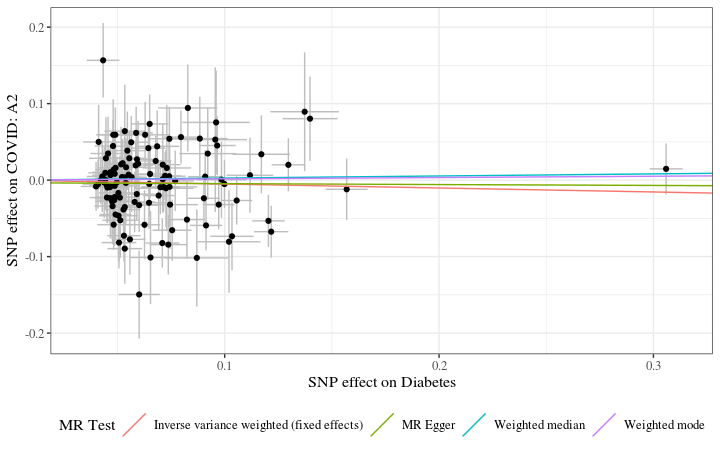 SNP effect on COVID: A2
0.2
0.1
0.0
-0.1
-0.2
0.1
0.2
0.3
SNP effect on Diabetes
MR Test
Inverse variance weighted (fixed effects)
MR Egger
Weighted median
Weighted mode